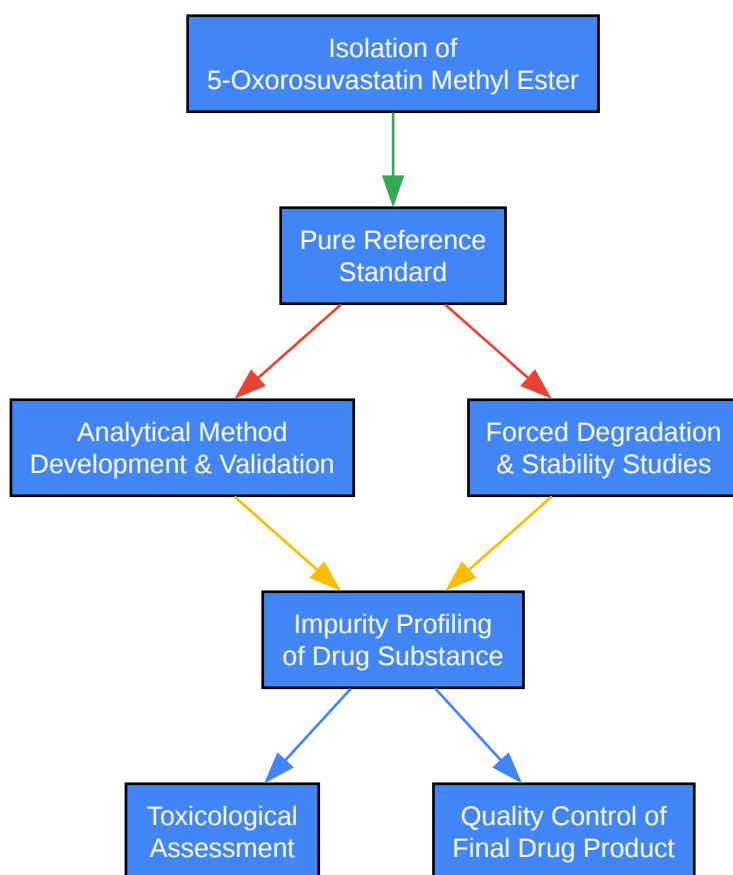 Isolation of
5-Oxorosuvastatin Methyl Ester
Pure Reference
Standard
Analytical Method
Development & Validation
Forced Degradation
& Stability Studies
Impurity Profiling
of Drug Substance
Toxicological
Assessment
Quality Control of
Final Drug Product